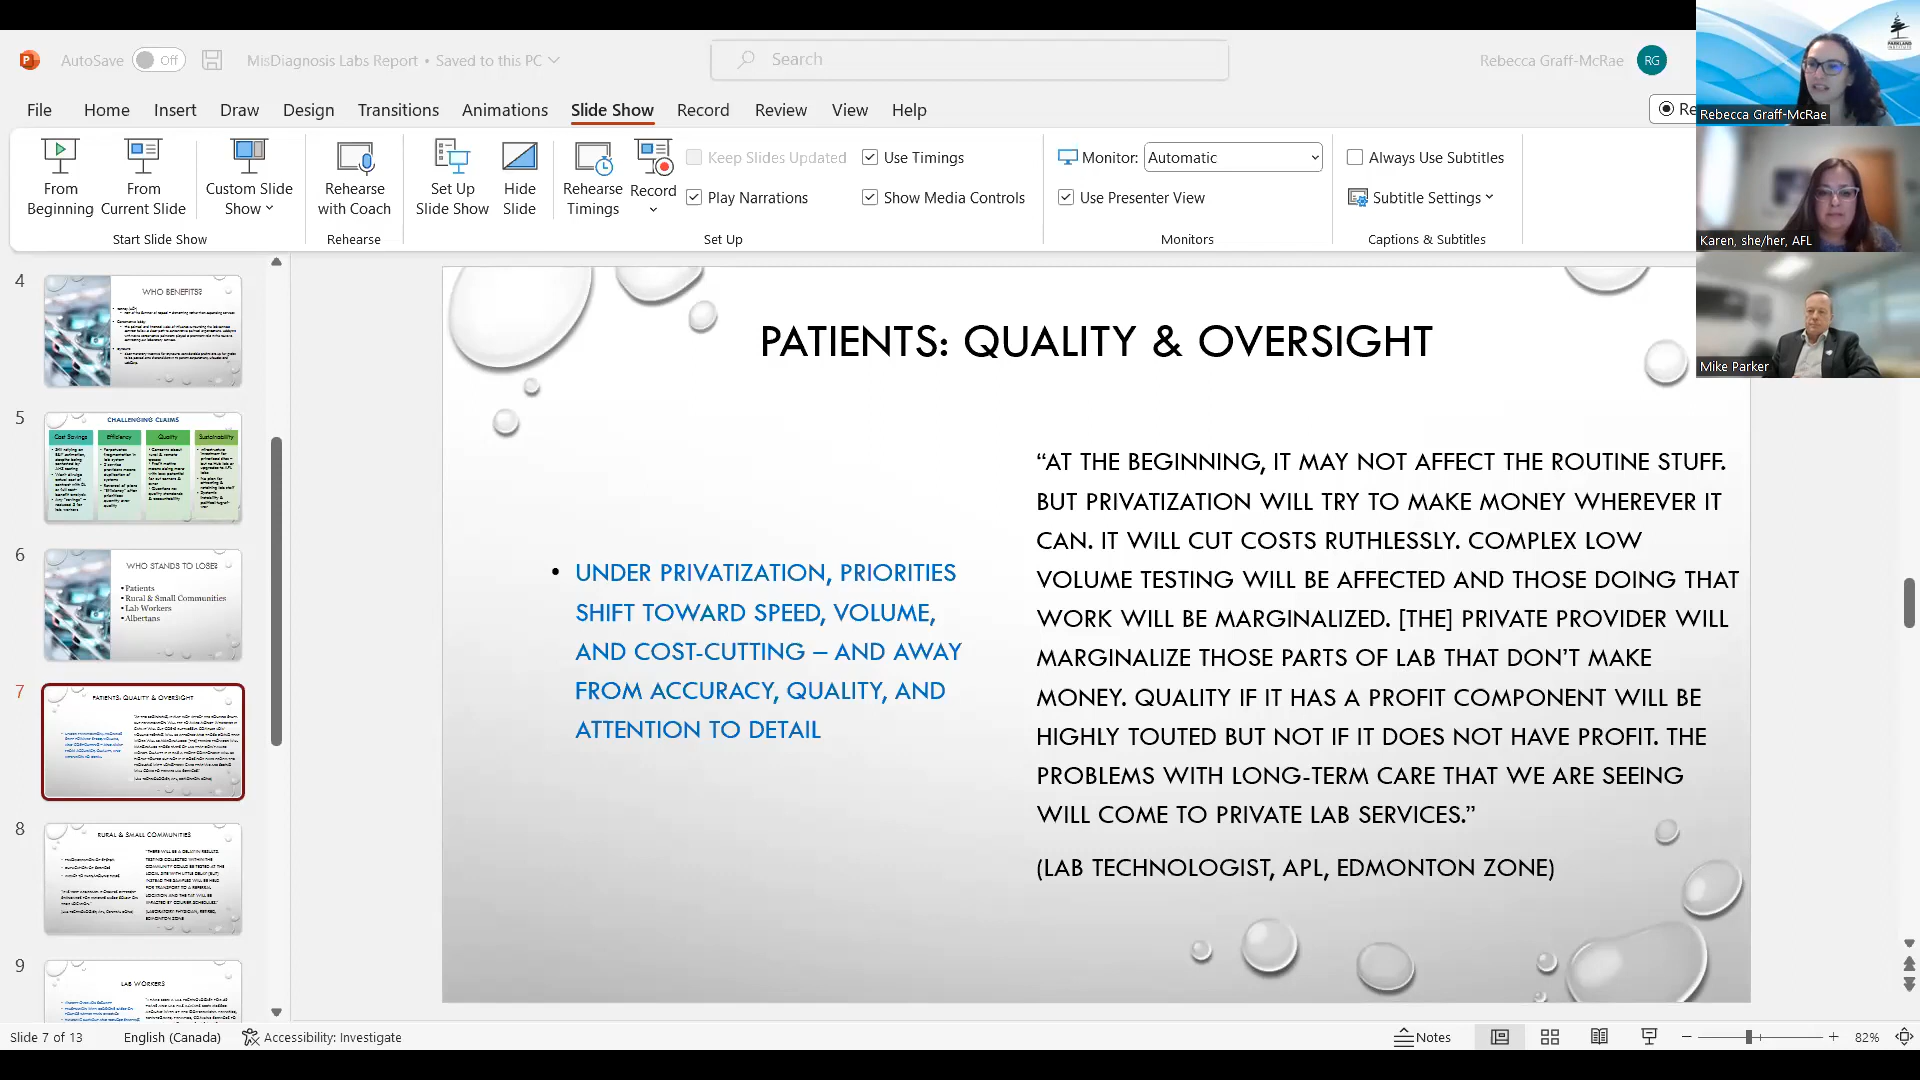 AutoSave
Off
MisDiagnosis Labs Report • Saved to this PC
Search
Rebecca Graff-McRae
RG
File
Home
Insert
Draw
Design
Transitions
Animations
Slide Show
Record
Review
View
Help
Re
From
Beginning
From
Current Slide
Custom Slide
Show
Start Slide Show
Rehearse
with Coach
Rehearse
Set Up
Slide Show
Hide
Slide
Rehearse
Timings
Record
Keep Slides Updated
Play Narrations
Use Timings
Show Media Controls
Set Up
Monitor:
Automatic
Use Presenter View
Monitors
Always Use Subtitles
Subtitle Settings
Captions & Subtitles
Rebecca Graff-McRae
Karen, she/her, AFL
Mike Parker
4
WHO BENEFITS?
5
CHALLENGING CLAIMS
Cost Savings
Efficiency
Quality
Sustainability
6
WHO STANDS TO LOSE?
• Patients
• Rural & Small Communities
• Lab Workers
• Albertans
7
PATIENTS: QUALITY & OVERSIGHT
8
RURAL & SMALL COMMUNITIES
9
LAB WORKERS
PATIENTS: QUALITY & OVERSIGHT
• UNDER PRIVATIZATION, PRIORITIES
SHIFT TOWARD SPEED, VOLUME,
AND COST-CUTTING – AND AWAY
FROM ACCURACY, QUALITY, AND
ATTENTION TO DETAIL
“AT THE BEGINNING, IT MAY NOT AFFECT THE ROUTINE STUFF.
BUT PRIVATIZATION WILL TRY TO MAKE MONEY WHEREVER IT
CAN. IT WILL CUT COSTS RUTHLESSLY. COMPLEX LOW
VOLUME TESTING WILL BE AFFECTED AND THOSE DOING THAT
WORK WILL BE MARGINALIZED. [THE] PRIVATE PROVIDER WILL
MARGINALIZE THOSE PARTS OF LAB THAT DON’T MAKE
MONEY. QUALITY IF IT HAS A PROFIT COMPONENT WILL BE
HIGHLY TOUTED BUT NOT IF IT DOES NOT HAVE PROFIT. THE
PROBLEMS WITH LONG-TERM CARE THAT WE ARE SEEING
WILL COME TO PRIVATE LAB SERVICES.”
(LAB TECHNOLOGIST, APL, EDMONTON ZONE)
Slide 7 of 13
English (Canada)
Accessibility: Investigate
Notes
82%